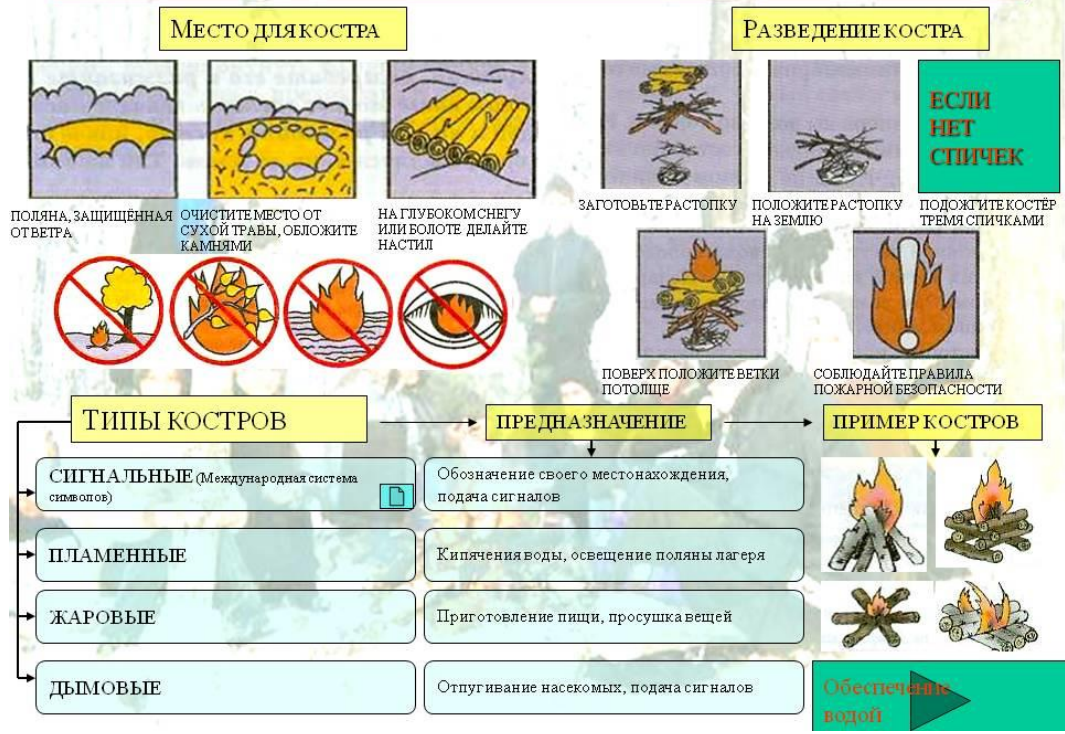 МЕСТО ДЛЯ КОСТРА
РАЗВЕДЕНИЕ КОСТРА
ПОЛЯНА, ЗАЩИЩЁННАЯ
ОТ ВЕТРА
ОЧИСТИТЕ МЕСТО ОТ
СУХОЙ ТРАВЫ, ОБЛОЖИТЕ
КАМНЯМИ
НА ГЛУБОКОМ СНЕГУ
ИЛИ БОЛОТЕ ДЕЛАЙТЕ
НАСТИЛ
ЗАГОТОВЬТЕ РАСТОПКУ
ПОЛОЖИТЕ РАСТОПКУ
НА ЗЕМЛЮ
ЕСЛИ
НЕТ
СПИЧЕК
ПОДОЖГИТЕ КОСТЁР
ТРЕМЯ СПИЧКАМИ
ПОВЕРХ ПОЛОЖИТЕ ВЕТКИ
ПОТОЛЩЕ
СОБЛЮДАЙТЕ ПРАВИЛА
ПОЖАРНОЙ БЕЗОПАСНОСТИ
ТИПЫ КОСТРОВ
ПРЕДНАЗНАЧЕНИЕ
ПРИМЕР КОСТРОВ
СИГНАЛЬНЫЕ (Международная система
символов)
Обозначение своего местонахождения,
подача сигналов
ПЛАМЕННЫЕ
Кипячения воды, освещение поляны лагеря
ЖАРОВЫЕ
Приготовление пищи, просушка вещей
ДЫМОВЫЕ
Отпугивание насекомых, подача сигналов
Обеспечение
водой